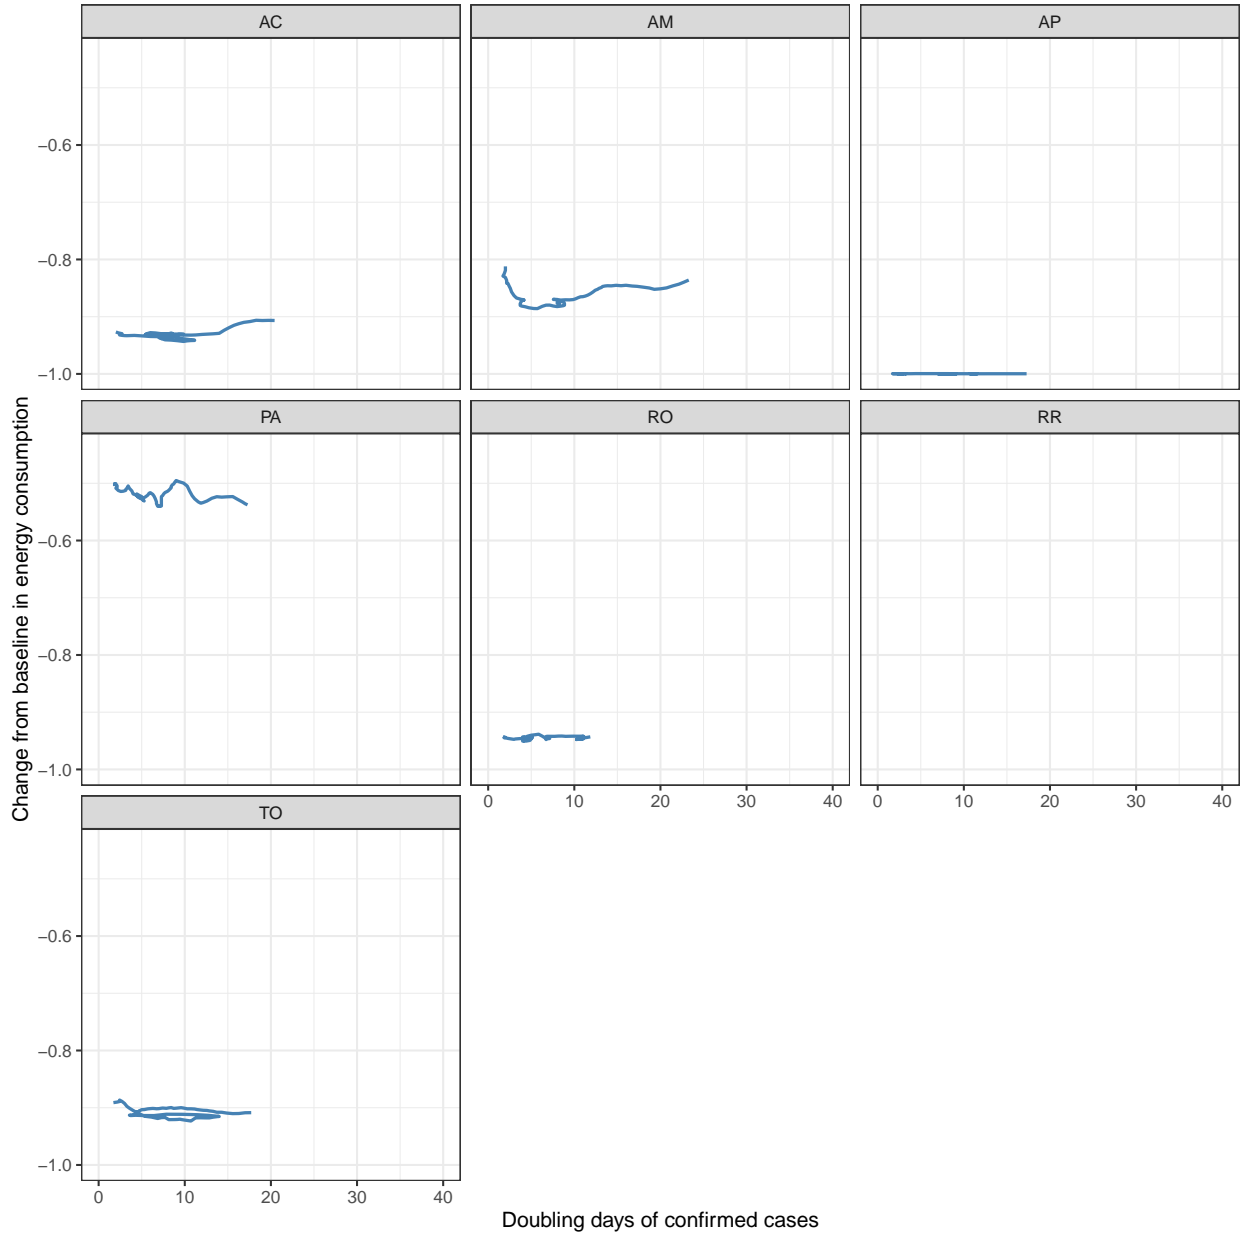 AC AM AP
−0.6
−0.8
−1.0
PA RO RR
−0.6
−0.8
−1.0
0 10 20 30 40 0 10 20 30 40
TO
−0.6
−0.8
−1.0
0 10 20 30 40
Change from baseline in energy consumption
Doubling days of confirmed cases